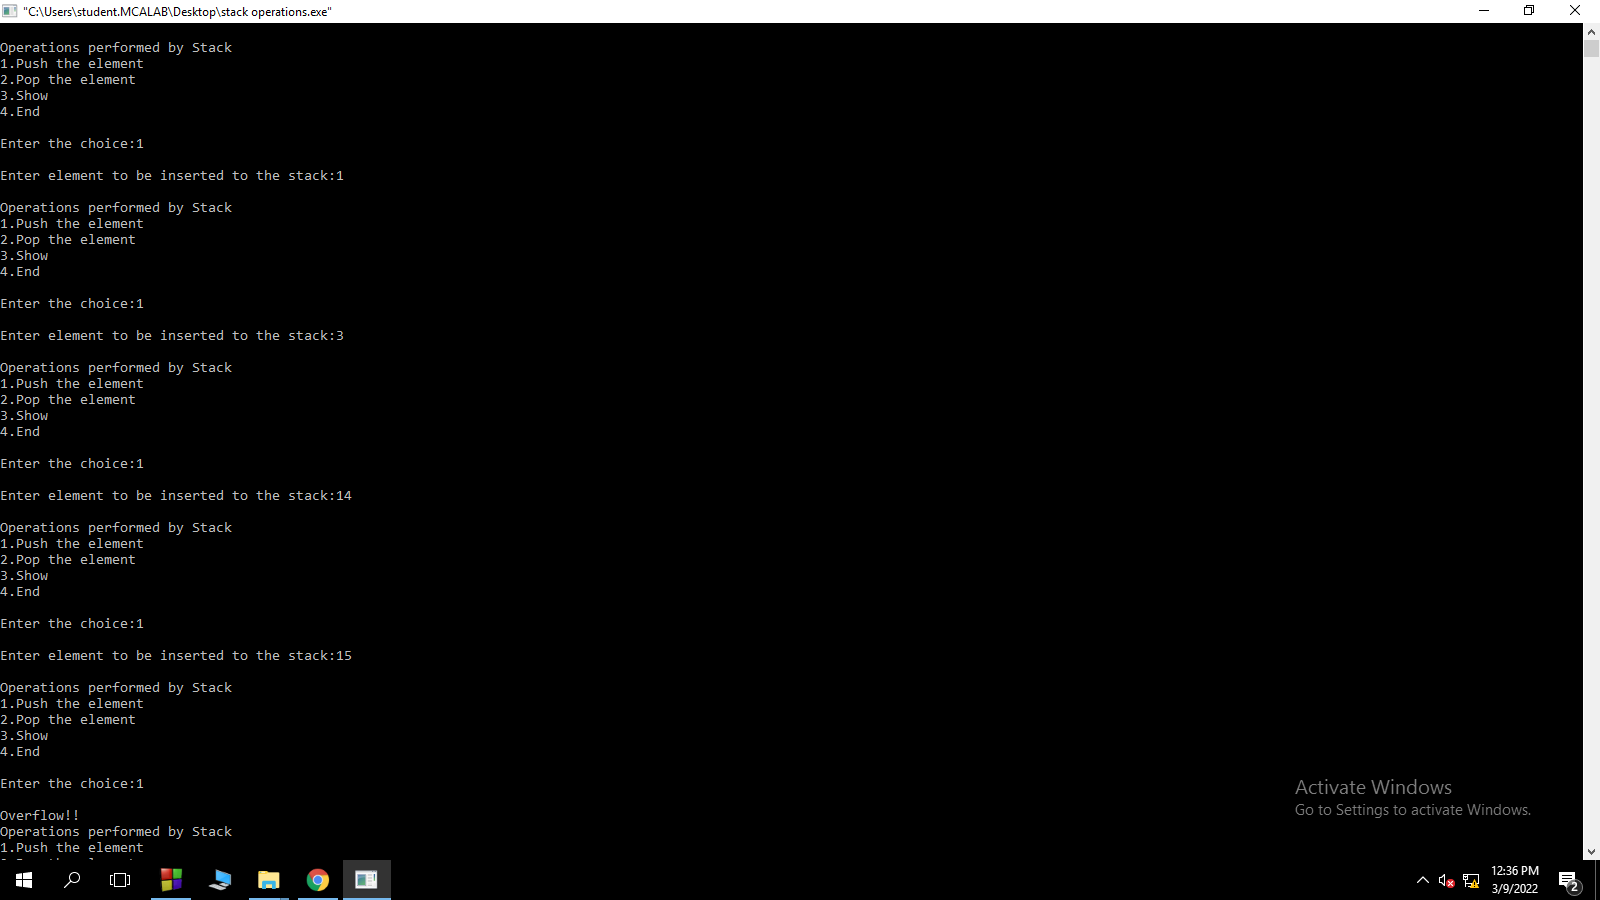 "C:\Users\student.MCALAB\Desktop\stack operations.exe"
Operations performed by Stack
1.Push the element
2.Pop the element
3.Show
4.End
Enter the choice:1
Enter element to be inserted to the stack:1
Operations performed by Stack
1.Push the element
2.Pop the element
3.Show
4.End
Enter the choice:1
Enter element to be inserted to the stack:3
Operations performed by Stack
1.Push the element
2.Pop the element
3.Show
4.End
Enter the choice:1
Enter element to be inserted to the stack:14
Operations performed by Stack
1.Push the element
2.Pop the element
3.Show
4.End
Enter the choice:1
Enter element to be inserted to the stack:15
Operations performed by Stack
1.Push the element
2.Pop the element
3.Show
4.End
Enter the choice:1
Overflow!!
Operations performed by Stack
1.Push the element
Activate Windows
Go to Settings to activate Windows.
12:36 PM
3/9/2022
2